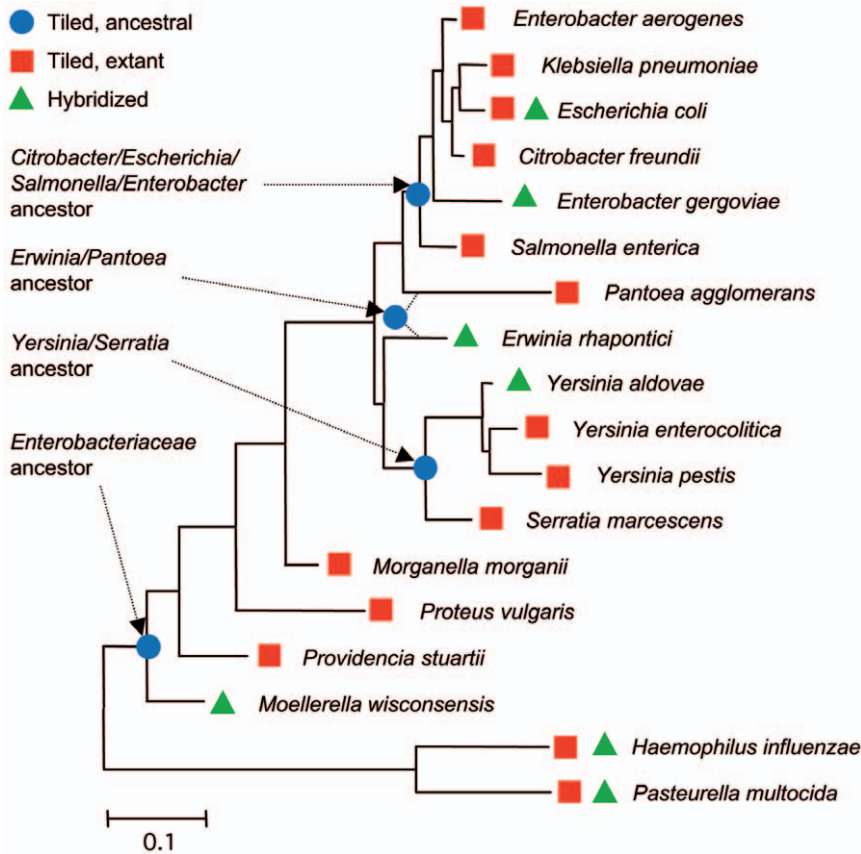 Tiled, ancestral
Tiled, extant
Hybridized
Citrobacter/Escherichia/
Salmonella/Enterobacter
ancestor
Erwinia/Pantoea
ancestor
Yersinia/Serratia
ancestor
Enterobacteriaceae
ancestor
Enterobacter aerogenes
Klebsiella pneumoniae
Escherichia coli
Citrobacter freundii
Enterobacter gergoviae
Salmonella enterica
Pantoea agglomerans
Erwinia rhapontici
Yersinia aldovae
Yersinia enterocolitica
Yersinia pestis
Serratia marcescens
Morganella morganii
Proteus vulgaris
Providencia stuartii
Moellerella wisconsensis
Haemophilus influenzae
Pasteurella multocida
0.1